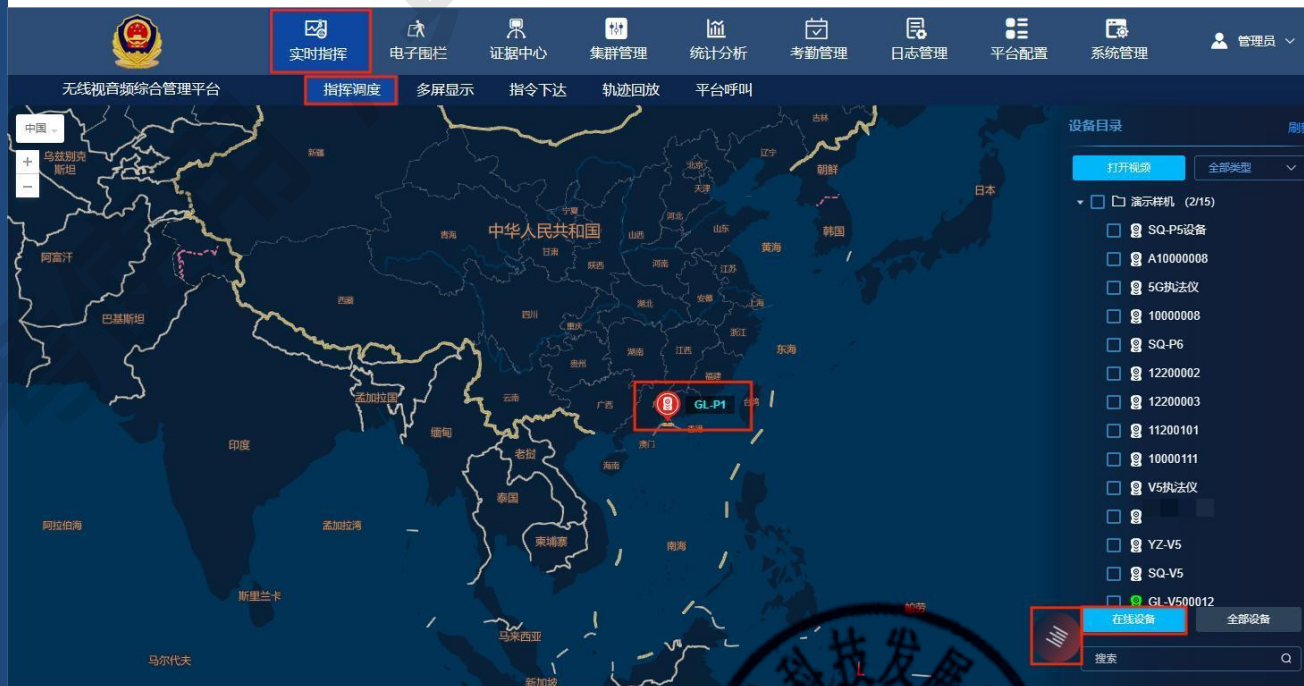 实时指挥
电子围栏
证据中心
集群管理
统计分析
考勤管理
日志管理
平台配置
系统管理
管理员
无线视音频综合管理平台
指挥调度
多屏显示
指令下达
轨迹回放
平台呼叫
中国
+
-
乌兹别克
斯坦
新疆
吉林
辽宁
朝鲜
北京
天津
日本
宁夏
河北
青海
中华人民共和国
山西
山东
韩国
黄海
甘肃
阿富汗
陕西
河南
江苏
西藏
湖北
安徽
上海
巴基斯坦
四川
重庆
浙江
湖南
江西
东海
贵州
福建
孟加拉国
云南
广西
GL-P1
台湾
香港
缅甸
印度
澳门
老挝
海南
泰国
阿拉伯海
孟加拉湾
柬埔寨
南海
斯里兰卡
帕劳
马来西亚
马尔代夫
新加坡
科技发展
设备目录
打开视频
全部类型
演示样机 (2/15)
SQ-P5设备
A10000008
5G执法仪
10000008
SQ-P6
12200002
12200003
11200101
10000111
V5执法仪
YZ-V5
SQ-V5
GL-V500012
在线设备
全部设备
搜索